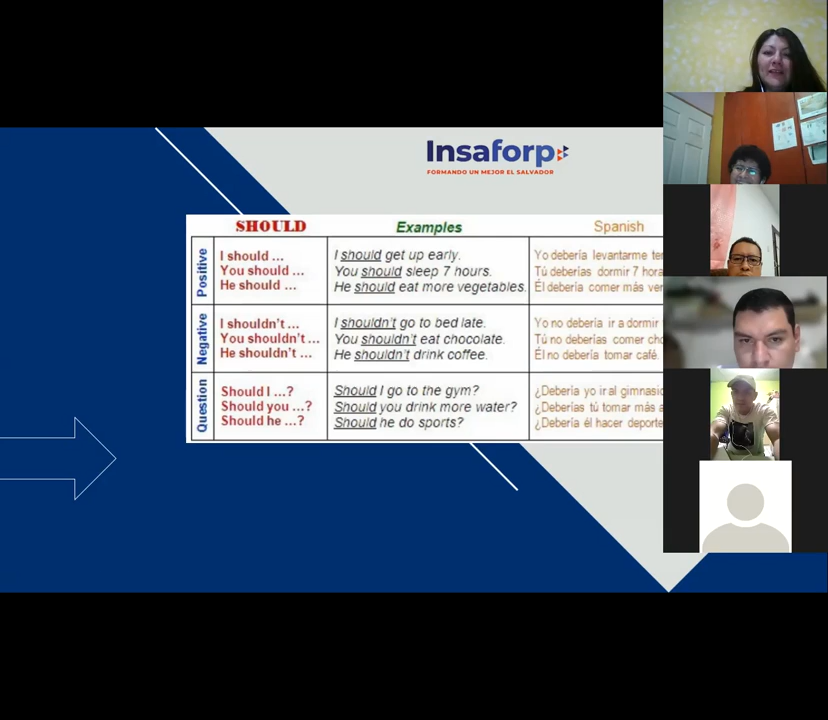 Insaforp
FORMANDO UN MEJOR EL SALVADOR
SHOULD Examples Spanish
Positive
I should ... I should get up early. Yo debería levantarme
You should ... You should sleep 7 hours. Tú deberías dormir 7
He should ... He should eat more vegetables. Él debería comer más
Negative
I shouldn't ... I shouldn't go to bed late. Yo no debería ir a dormir
You shouldn't ... You shouldn't eat chocolate. Tú no deberías comer
He shouldn't ... He shouldn't drink coffee. Él no debería tomar café.
Question
Should I ...? Should I go to the gym? ¿Debería yo ir al
Should you ...? Should you drink more water? ¿Deberías tú tomar más
Should he ...? Should he do sports? ¿Debería él hacer deporte